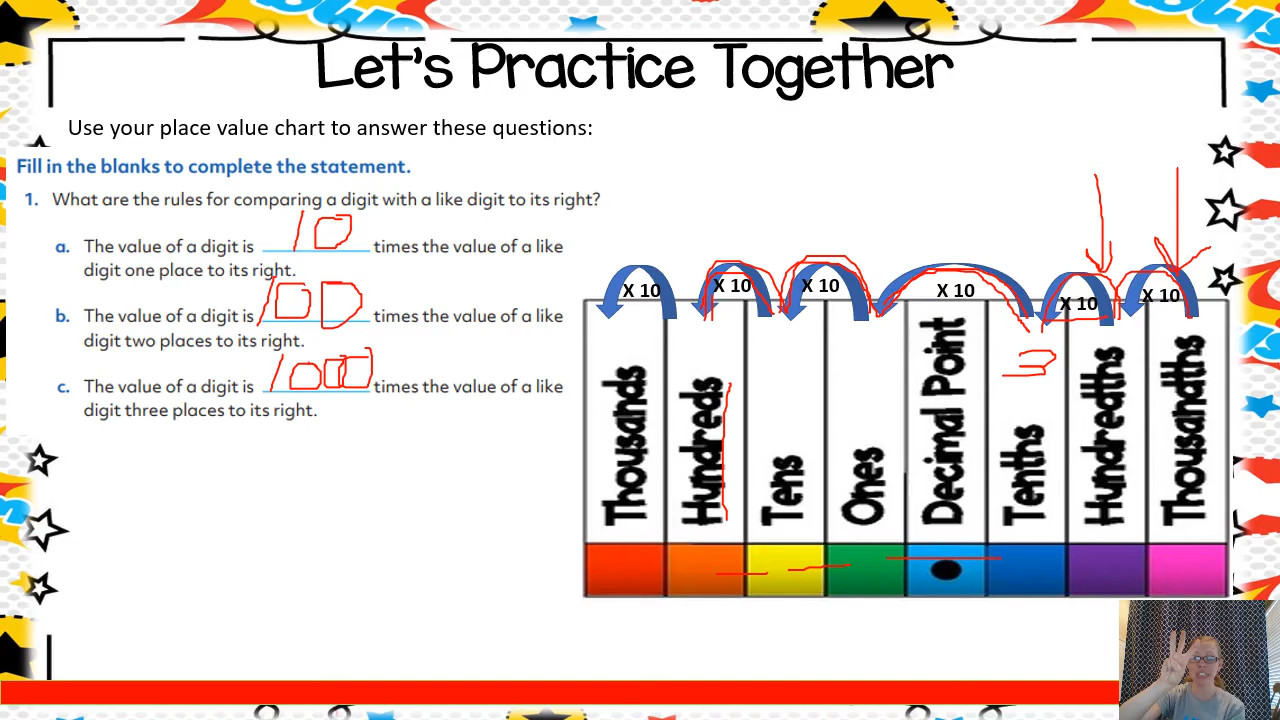 Let's Practice Together
Use your place value chart to answer these questions:
Fill in the blanks to complete the statement.
1. What are the rules for comparing a digit with a like digit to its right?
a. The value of a digit is 10 times the value of a like
digit one place to its right.
b. The value of a digit is 100 times the value of a like
digit two places to its right.
c. The value of a digit is 1000 times the value of a like
digit three places to its right.
X 10 X 10 X 10 X 10 X 10 X 10
Thousands
Hundreds
Tens
Ones
Decimal Point
Tenths
Hundredths
Thousandths